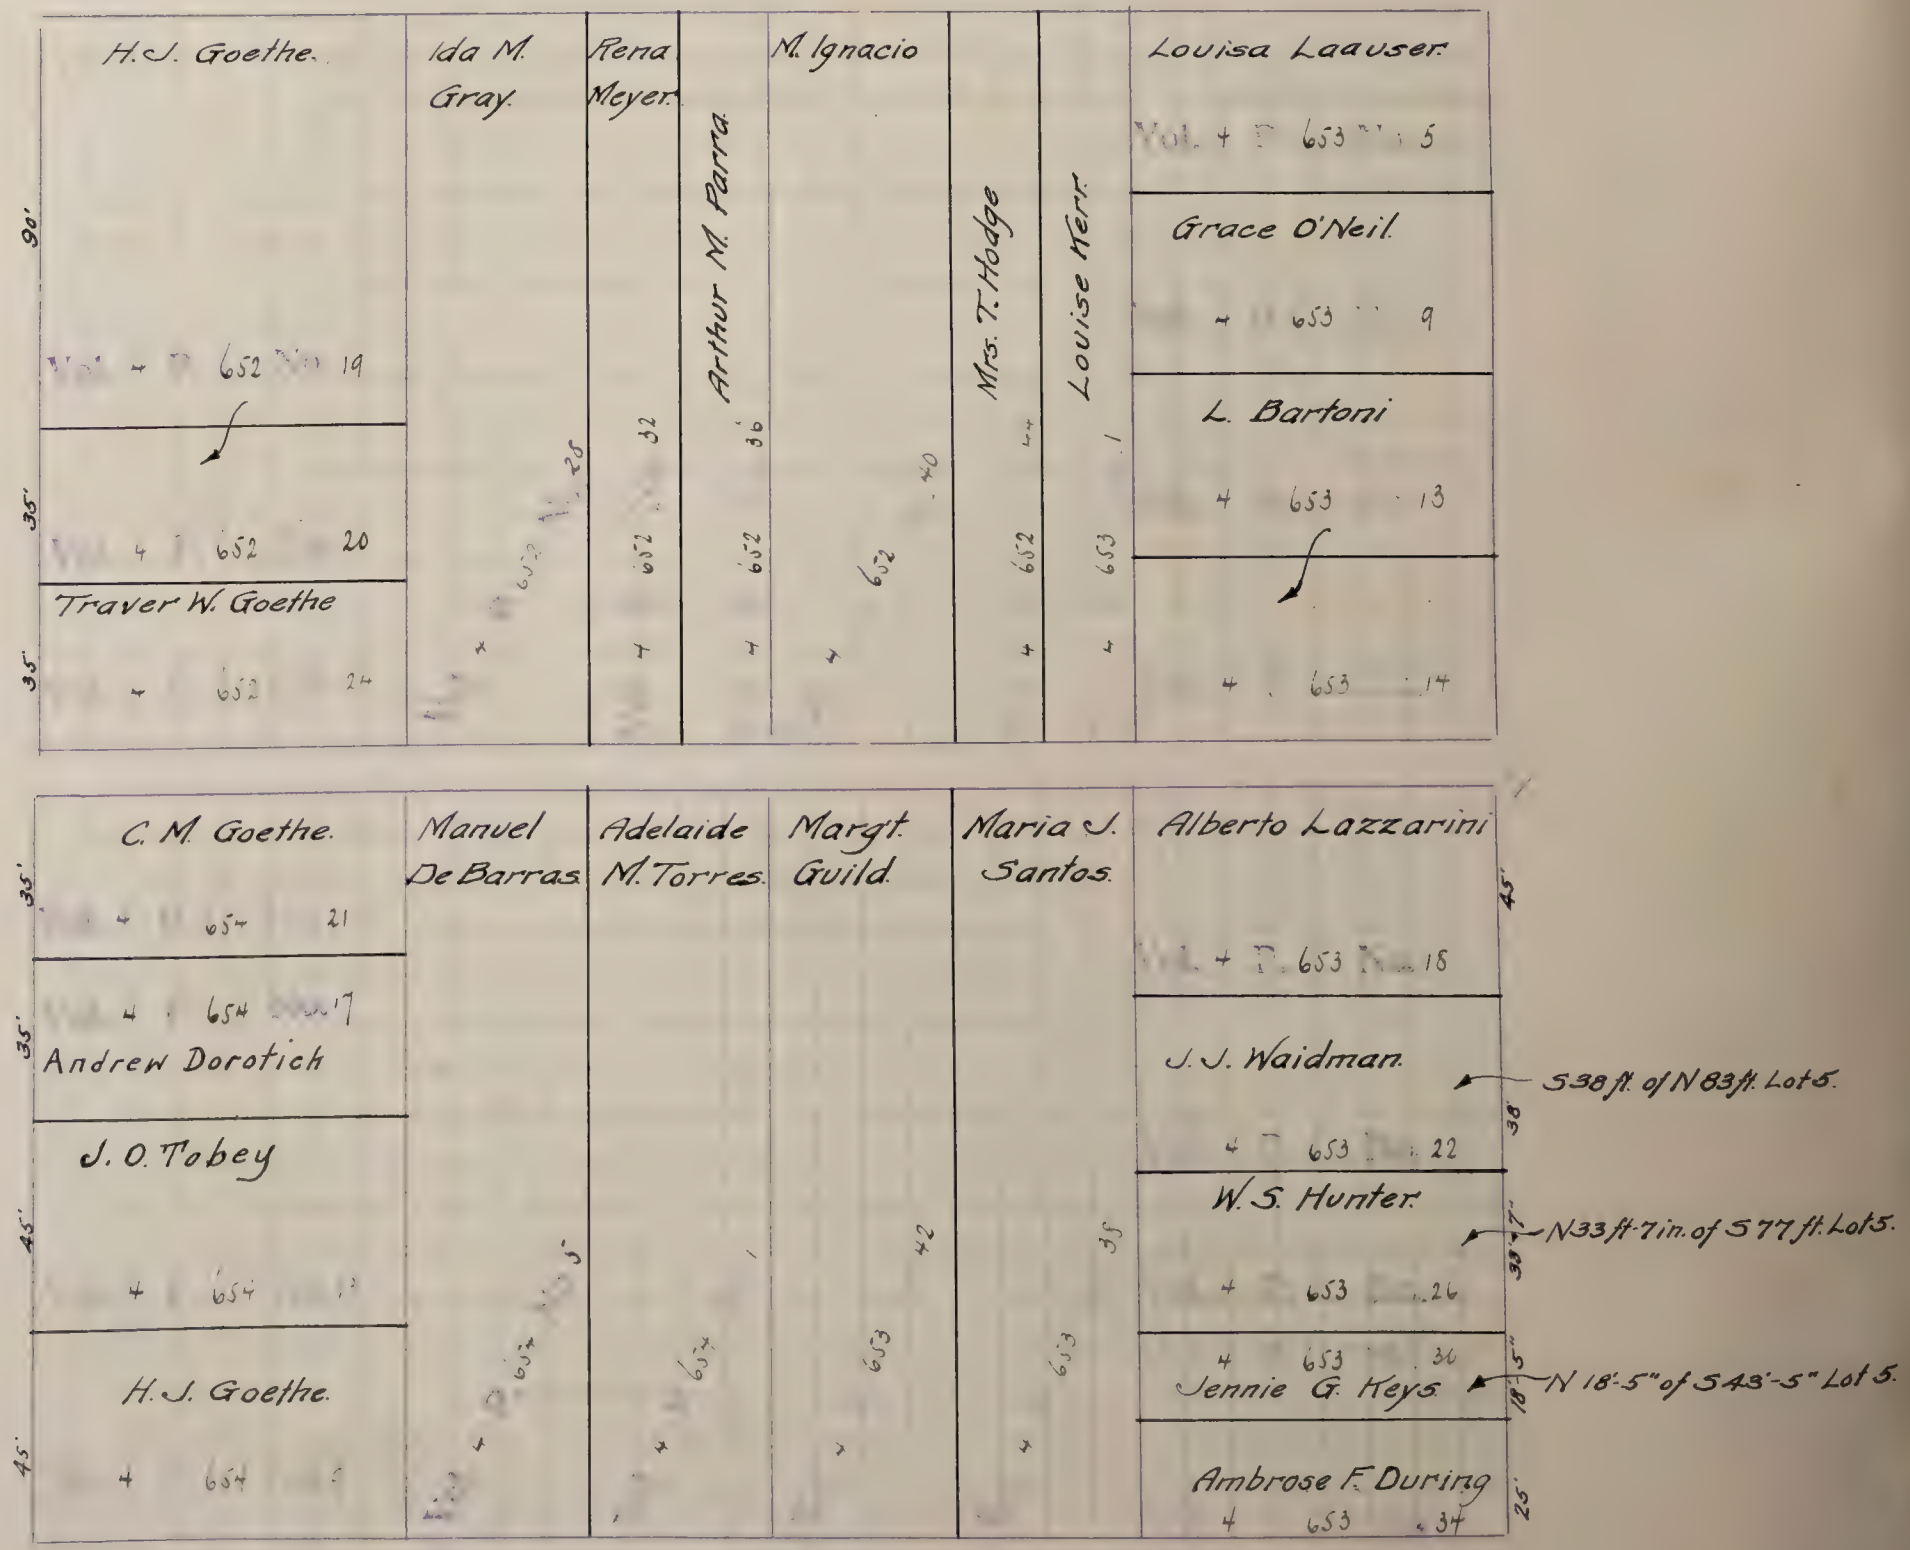 H. J. Goethe.
90'
Vol. 4 P. 652 No 19
35'
Vol. 4 P. 652 20
Traver W. Goethe
35'
Vol. 4 652 24
Ida M.
Gray.
4 P. 652 N. 28
Rena
Meyer.
4 652 32
Arthur M. Parra.
4 652 36
M. Ignacio
4 652 40
Mrs. T. Hodge
4 652 44
Louise Kerr.
4 653 1
Louisa Laauser.
Vol. 4 P 653 5
Grace O'Neil.
4 653 9
L. Bartoni
4 653 13
4 653 14
C. M. Goethe.
35'
4 654 21
Vol. 4 654 No. 17
35'
Andrew Dorotich
J. O. Tobey
45'
4 654
H. J. Goethe.
45'
4 654
Manuel
De Barras.
4 P. 654 No. 5
Adelaide
M. Torres.
4 654 1
Marg't.
Guild.
4 653 42
Maria J.
Santos.
4 653 38
Alberto Lazzarini
45'
Vol. 4 P. 653 No. 18
J. J. Waidman.
S 38 ft. of N 83 ft. Lot 5.
38'
4 653 22
W. S. Hunter.
33'-7"
N 33 ft-7 in. of S 77 ft. Lot 5.
4 653 26
4 653 30
Jennie G. Keys.
18'-5"
N 18'-5" of S 43'-5" Lot 5.
Ambrose F. During
25'
4 653 34